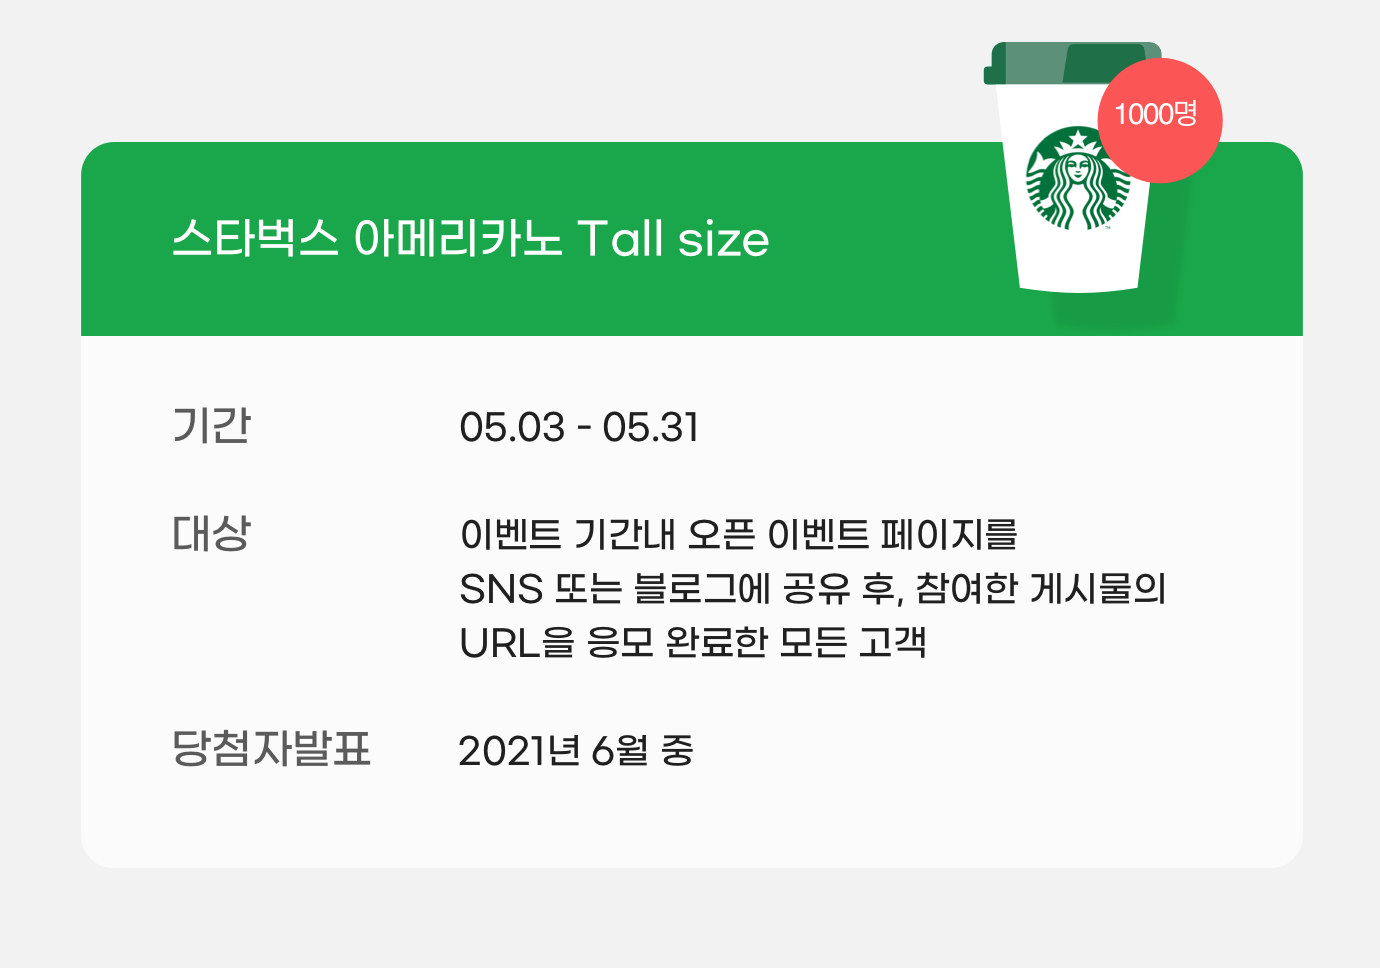 1000명
스타벅스 아메리카노 Tall size
기간
05.03 - 05.31
대상
이벤트 기간내 오픈 이벤트 페이지를
SNS 또는 블로그에 공유 후, 참여한 게시물의
URL을 응모 완료한 모든 고객
당첨자발표
2021년 6월 중